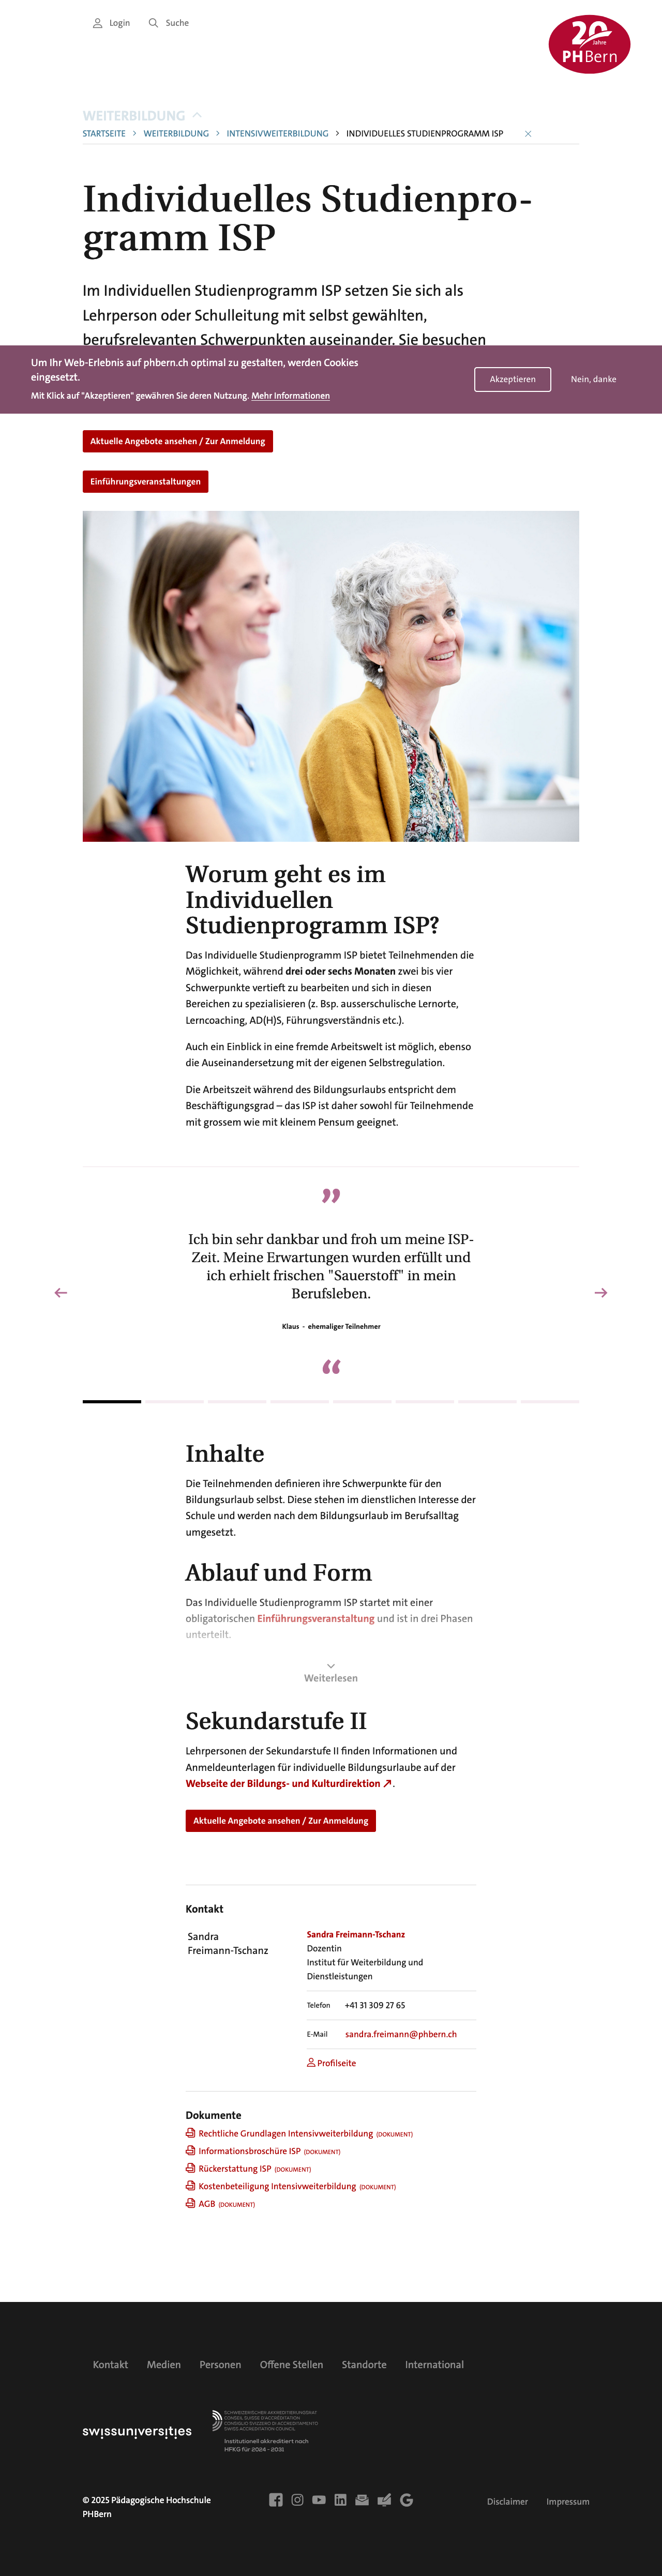 Login
Suche
20
Jahre
PHBern
WEITERBILDUNG
STARTSEITE
WEITERBILDUNG
INTENSIVWEITERBILDUNG
INDIVIDUELLES STUDIENPROGRAMM ISP
Individuelles Studienpro-
gramm ISP
Im Individuellen Studienprogramm ISP setzen Sie sich als
Lehrperson oder Schulleitung mit selbst gewählten,
berufsrelevanten Schwerpunkten auseinander. Sie besuchen
Um Ihr Web-Erlebnis auf phbern.ch optimal zu gestalten, werden Cookies
eingesetzt.
Mit Klick auf "Akzeptieren" gewähren Sie deren Nutzung. Mehr Informationen
Akzeptieren
Nein, danke
Aktuelle Angebote ansehen / Zur Anmeldung
Einführungsveranstaltungen
Worum geht es im
Individuellen
Studienprogramm ISP?
Das Individuelle Studienprogramm ISP bietet Teilnehmenden die
Möglichkeit, während drei oder sechs Monaten zwei bis vier
Schwerpunkte vertieft zu bearbeiten und sich in diesen
Bereichen zu spezialisieren (z. Bsp. ausserschulische Lernorte,
Lerncoaching, AD(H)S, Führungsverständnis etc.).
Auch ein Einblick in eine fremde Arbeitswelt ist möglich, ebenso
die Auseinandersetzung mit der eigenen Selbstregulation.
Die Arbeitszeit während des Bildungsurlaubs entspricht dem
Beschäftigungsgrad – das ISP ist daher sowohl für Teilnehmende
mit grossem wie mit kleinem Pensum geeignet.
”
Ich bin sehr dankbar und froh um meine ISP-
Zeit. Meine Erwartungen wurden erfüllt und
ich erhielt frischen "Sauerstoff" in mein
Berufsleben.
Klaus - ehemaliger Teilnehmer
“
Inhalte
Die Teilnehmenden definieren ihre Schwerpunkte für den
Bildungsurlaub selbst. Diese stehen im dienstlichen Interesse der
Schule und werden nach dem Bildungsurlaub im Berufsalltag
umgesetzt.
Ablauf und Form
Das Individuelle Studienprogramm ISP startet mit einer
obligatorischen Einführungsveranstaltung und ist in drei Phasen
unterteilt.
Weiterlesen
Sekundarstufe II
Lehrpersonen der Sekundarstufe II finden Informationen und
Anmeldeunterlagen für individuelle Bildungsurlaube auf der
Webseite der Bildungs- und Kulturdirektion ↗.
Aktuelle Angebote ansehen / Zur Anmeldung
Kontakt
Sandra
Freimann-Tschanz
Sandra Freimann-Tschanz
Dozentin
Institut für Weiterbildung und
Dienstleistungen
Telefon +41 31 309 27 65
E-Mail sandra.freimann@phbern.ch
Profilseite
Dokumente
Rechtliche Grundlagen Intensivweiterbildung (DOKUMENT)
Informationsbroschüre ISP (DOKUMENT)
Rückerstattung ISP (DOKUMENT)
Kostenbeteiligung Intensivweiterbildung (DOKUMENT)
AGB (DOKUMENT)
Kontakt
Medien
Personen
Offene Stellen
Standorte
International
swissuniversities
SCHWEIZERISCHER AKKREDITIERUNGSRAT
CONSEIL SUISSE D'ACCRÉDITATION
CONSIGLIO SVIZZERO DI ACCREDITAMENTO
SWISS ACCREDITATION COUNCIL
Institutionell akkreditiert nach
HFKG für 2024 - 2031
© 2025 Pädagogische Hochschule
PHBern
Disclaimer
Impressum